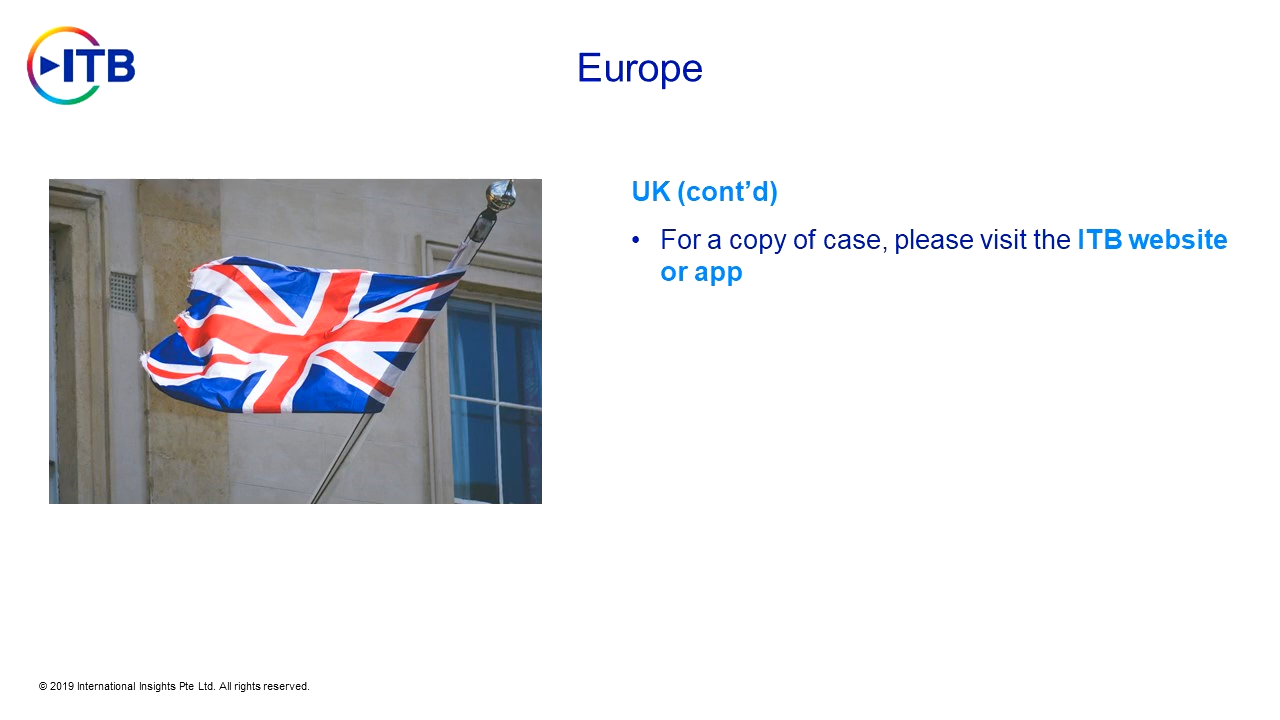 ITB
Europe
UK (cont’d)
• For a copy of case, please visit the ITB website
or app
© 2019 International Insights Pte Ltd. All rights reserved.